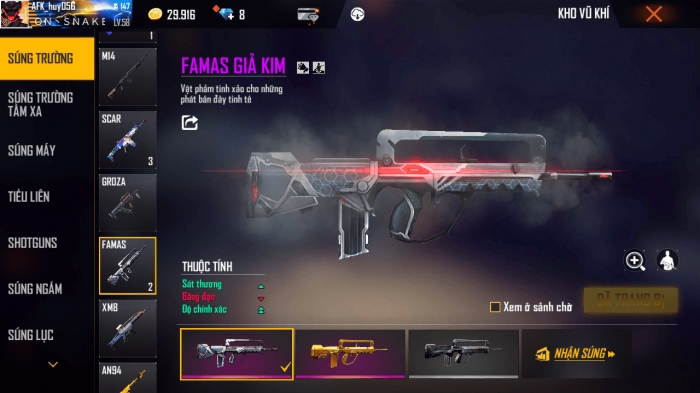 AFK_huy056
147
ON_SNAKE
LV.58
29.916
8
KHO VŨ KHÍ
SÚNG TRƯỜNG
SÚNG TRƯỜNG
TẦM XA
SÚNG MÁY
TIỂU LIÊN
SHOTGUNS
SÚNG NGẮM
SÚNG LỤC
1
M14
SCAR
3
GROZA
FAMAS
2
XM8
AN94
FAMAS GIẢ KIM
Vật phẩm tinh xảo cho những
phát bắn đầy tinh tế
THUỘC TÍNH
Sát thương
Băng đạn
Độ chính xác
Xem ở sảnh chờ
ĐÃ TRANG BỊ
NHẬN SÚNG